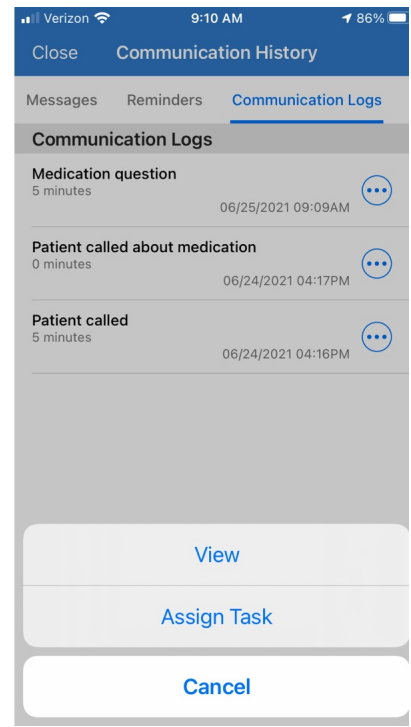 Verizon 9:10 AM 86%
Close Communication History
Messages Reminders Communication Logs
Communication Logs
Medication question
5 minutes
06/25/2021 09:09AM
Patient called about medication
0 minutes
06/24/2021 04:17PM
Patient called
5 minutes
06/24/2021 04:16PM
View
Assign Task
Cancel